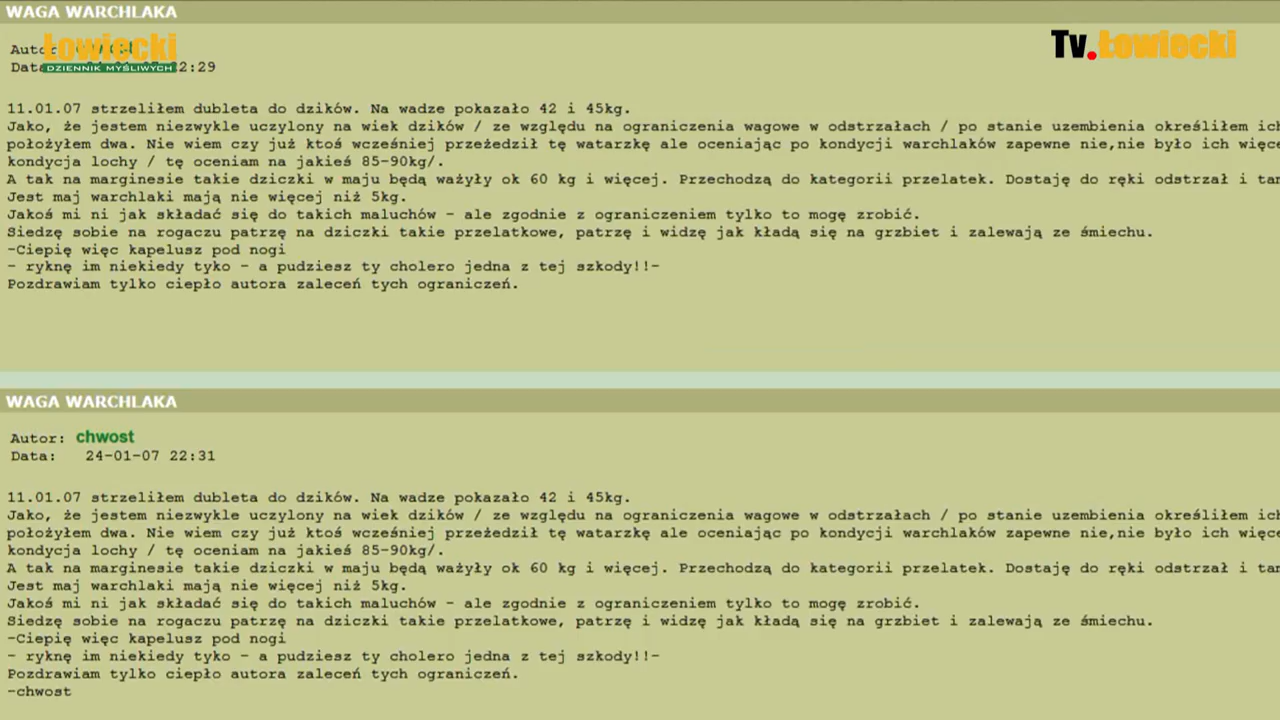 WAGA WARCHLAKA
Łowiecki
DZIENNIK MYŚLIWYCH
Tv.Łowiecki
Autor:
Data: 22:29
11.01.07 strzeliłem dubleta do dzików. Na wadze pokazało 42 i 45kg.
Jako, że jestem niezwykle uczylony na wiek dzików / ze względu na ograniczenia wagowe w odstrzałach / po stanie uzembienia określiłem ich
położyłem dwa. Nie wiem czy już ktoś wcześniej przeżedził tę watarzkę ale oceniając po kondycji warchlaków zapewne nie,nie było ich więce
kondycja lochy / tę oceniam na jakieś 85-90kg/.
A tak na marginesie takie dziczki w maju będą ważyły ok 60 kg i więcej. Przechodzą do kategorii przelatek. Dostaję do ręki odstrzał i tam
Jest maj warchlaki mają nie więcej niż 5kg.
Jakoś mi ni jak składać się do takich maluchów - ale zgodnie z ograniczeniem tylko to mogę zrobić.
Siedzę sobie na rogaczu patrzę na dziczki takie przelatkowe, patrzę i widzę jak kładą się na grzbiet i zalewają ze śmiechu.
-Ciepię więc kapelusz pod nogi
- ryknę im niekiedy tyko - a pudziesz ty cholero jedna z tej szkody!!-
Pozdrawiam tylko ciepło autora zaleceń tych ograniczeń.
WAGA WARCHLAKA
Autor: chwost
Data: 24-01-07 22:31
11.01.07 strzeliłem dubleta do dzików. Na wadze pokazało 42 i 45kg.
Jako, że jestem niezwykle uczylony na wiek dzików / ze względu na ograniczenia wagowe w odstrzałach / po stanie uzembienia określiłem ich
położyłem dwa. Nie wiem czy już ktoś wcześniej przeżedził tę watarzkę ale oceniając po kondycji warchlaków zapewne nie,nie było ich więce
kondycja lochy / tę oceniam na jakieś 85-90kg/.
A tak na marginesie takie dziczki w maju będą ważyły ok 60 kg i więcej. Przechodzą do kategorii przelatek. Dostaję do ręki odstrzał i tam
Jest maj warchlaki mają nie więcej niż 5kg.
Jakoś mi ni jak składać się do takich maluchów - ale zgodnie z ograniczeniem tylko to mogę zrobić.
Siedzę sobie na rogaczu patrzę na dziczki takie przelatkowe, patrzę i widzę jak kładą się na grzbiet i zalewają ze śmiechu.
-Ciepię więc kapelusz pod nogi
- ryknę im niekiedy tyko - a pudziesz ty cholero jedna z tej szkody!!-
Pozdrawiam tylko ciepło autora zaleceń tych ograniczeń.
-chwost